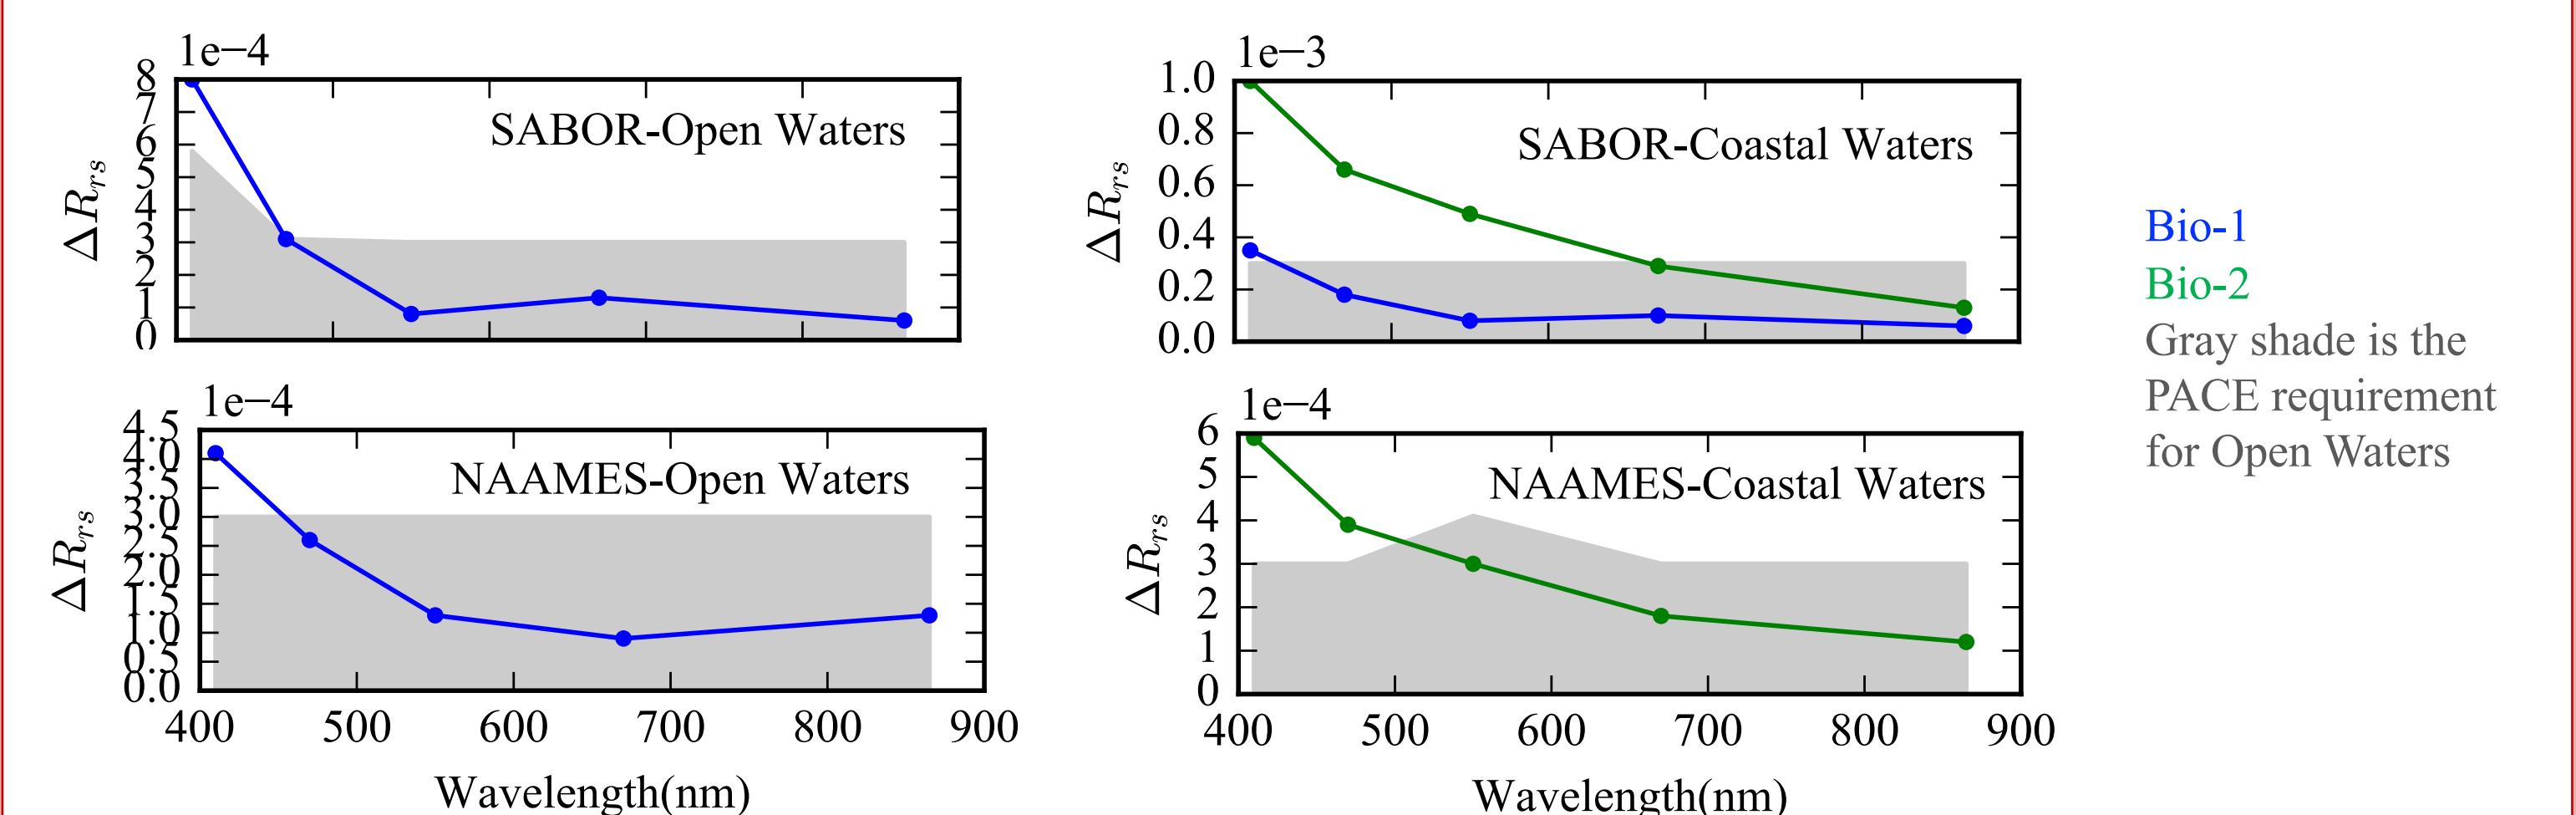 1e−4
8
7
6
5
4
3
2
1
0
ΔRrs
SABOR-Open Waters
1e−3
1.0
0.8
0.6
0.4
0.2
0.0
ΔRrs
SABOR-Coastal Waters
Bio-1
Bio-2
Gray shade is the
PACE requirement
for Open Waters
1e−4
4.5
4.0
3.5
3.0
2.5
2.0
1.5
1.0
0.5
0.0
ΔRrs
NAAMES-Open Waters
400 500 600 700 800 900
Wavelength(nm)
1e−4
6
5
4
3
2
1
0
ΔRrs
NAAMES-Coastal Waters
400 500 600 700 800 900
Wavelength(nm)